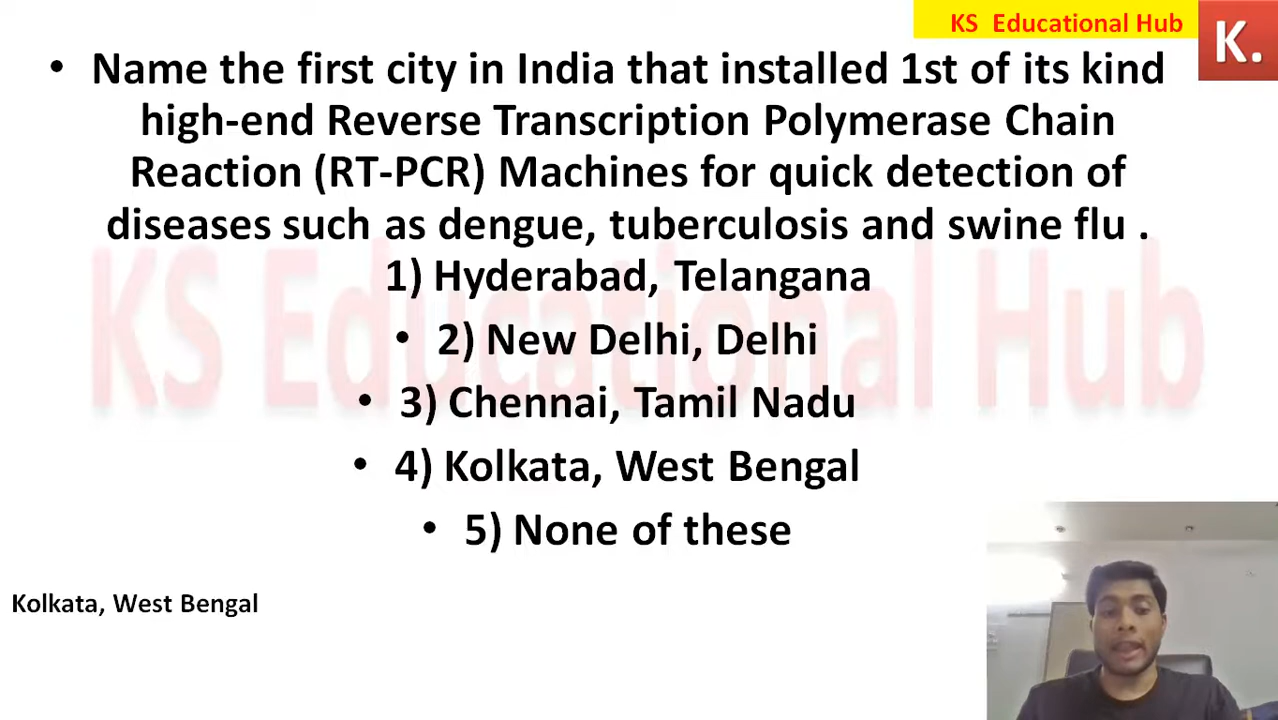 KS Educational Hub
K.
• Name the first city in India that installed 1st of its kind
high-end Reverse Transcription Polymerase Chain
Reaction (RT-PCR) Machines for quick detection of
diseases such as dengue, tuberculosis and swine flu .
KS Educational Hub
1) Hyderabad, Telangana
• 2) New Delhi, Delhi
• 3) Chennai, Tamil Nadu
• 4) Kolkata, West Bengal
• 5) None of these
Kolkata, West Bengal